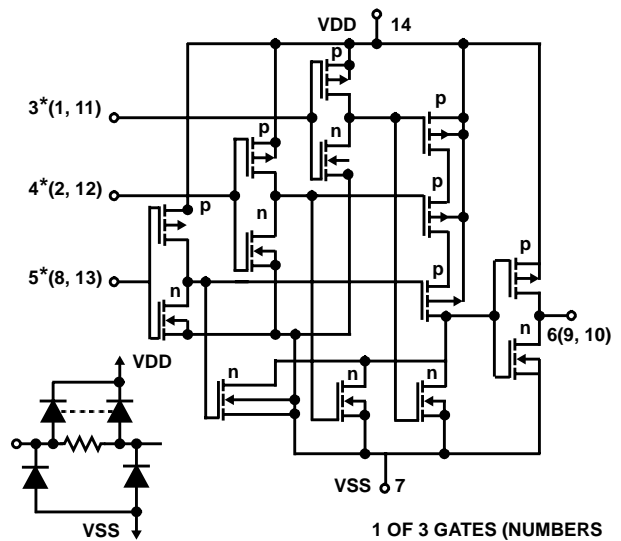 VDD 14
p
3*(1, 11)
n
p
p
4*(2, 12)
p
n
p
5*(8, 13)
p
n
p
n
6(9, 10)
VDD
n
n
n
VSS 7
VSS
1 OF 3 GATES (NUMBERS